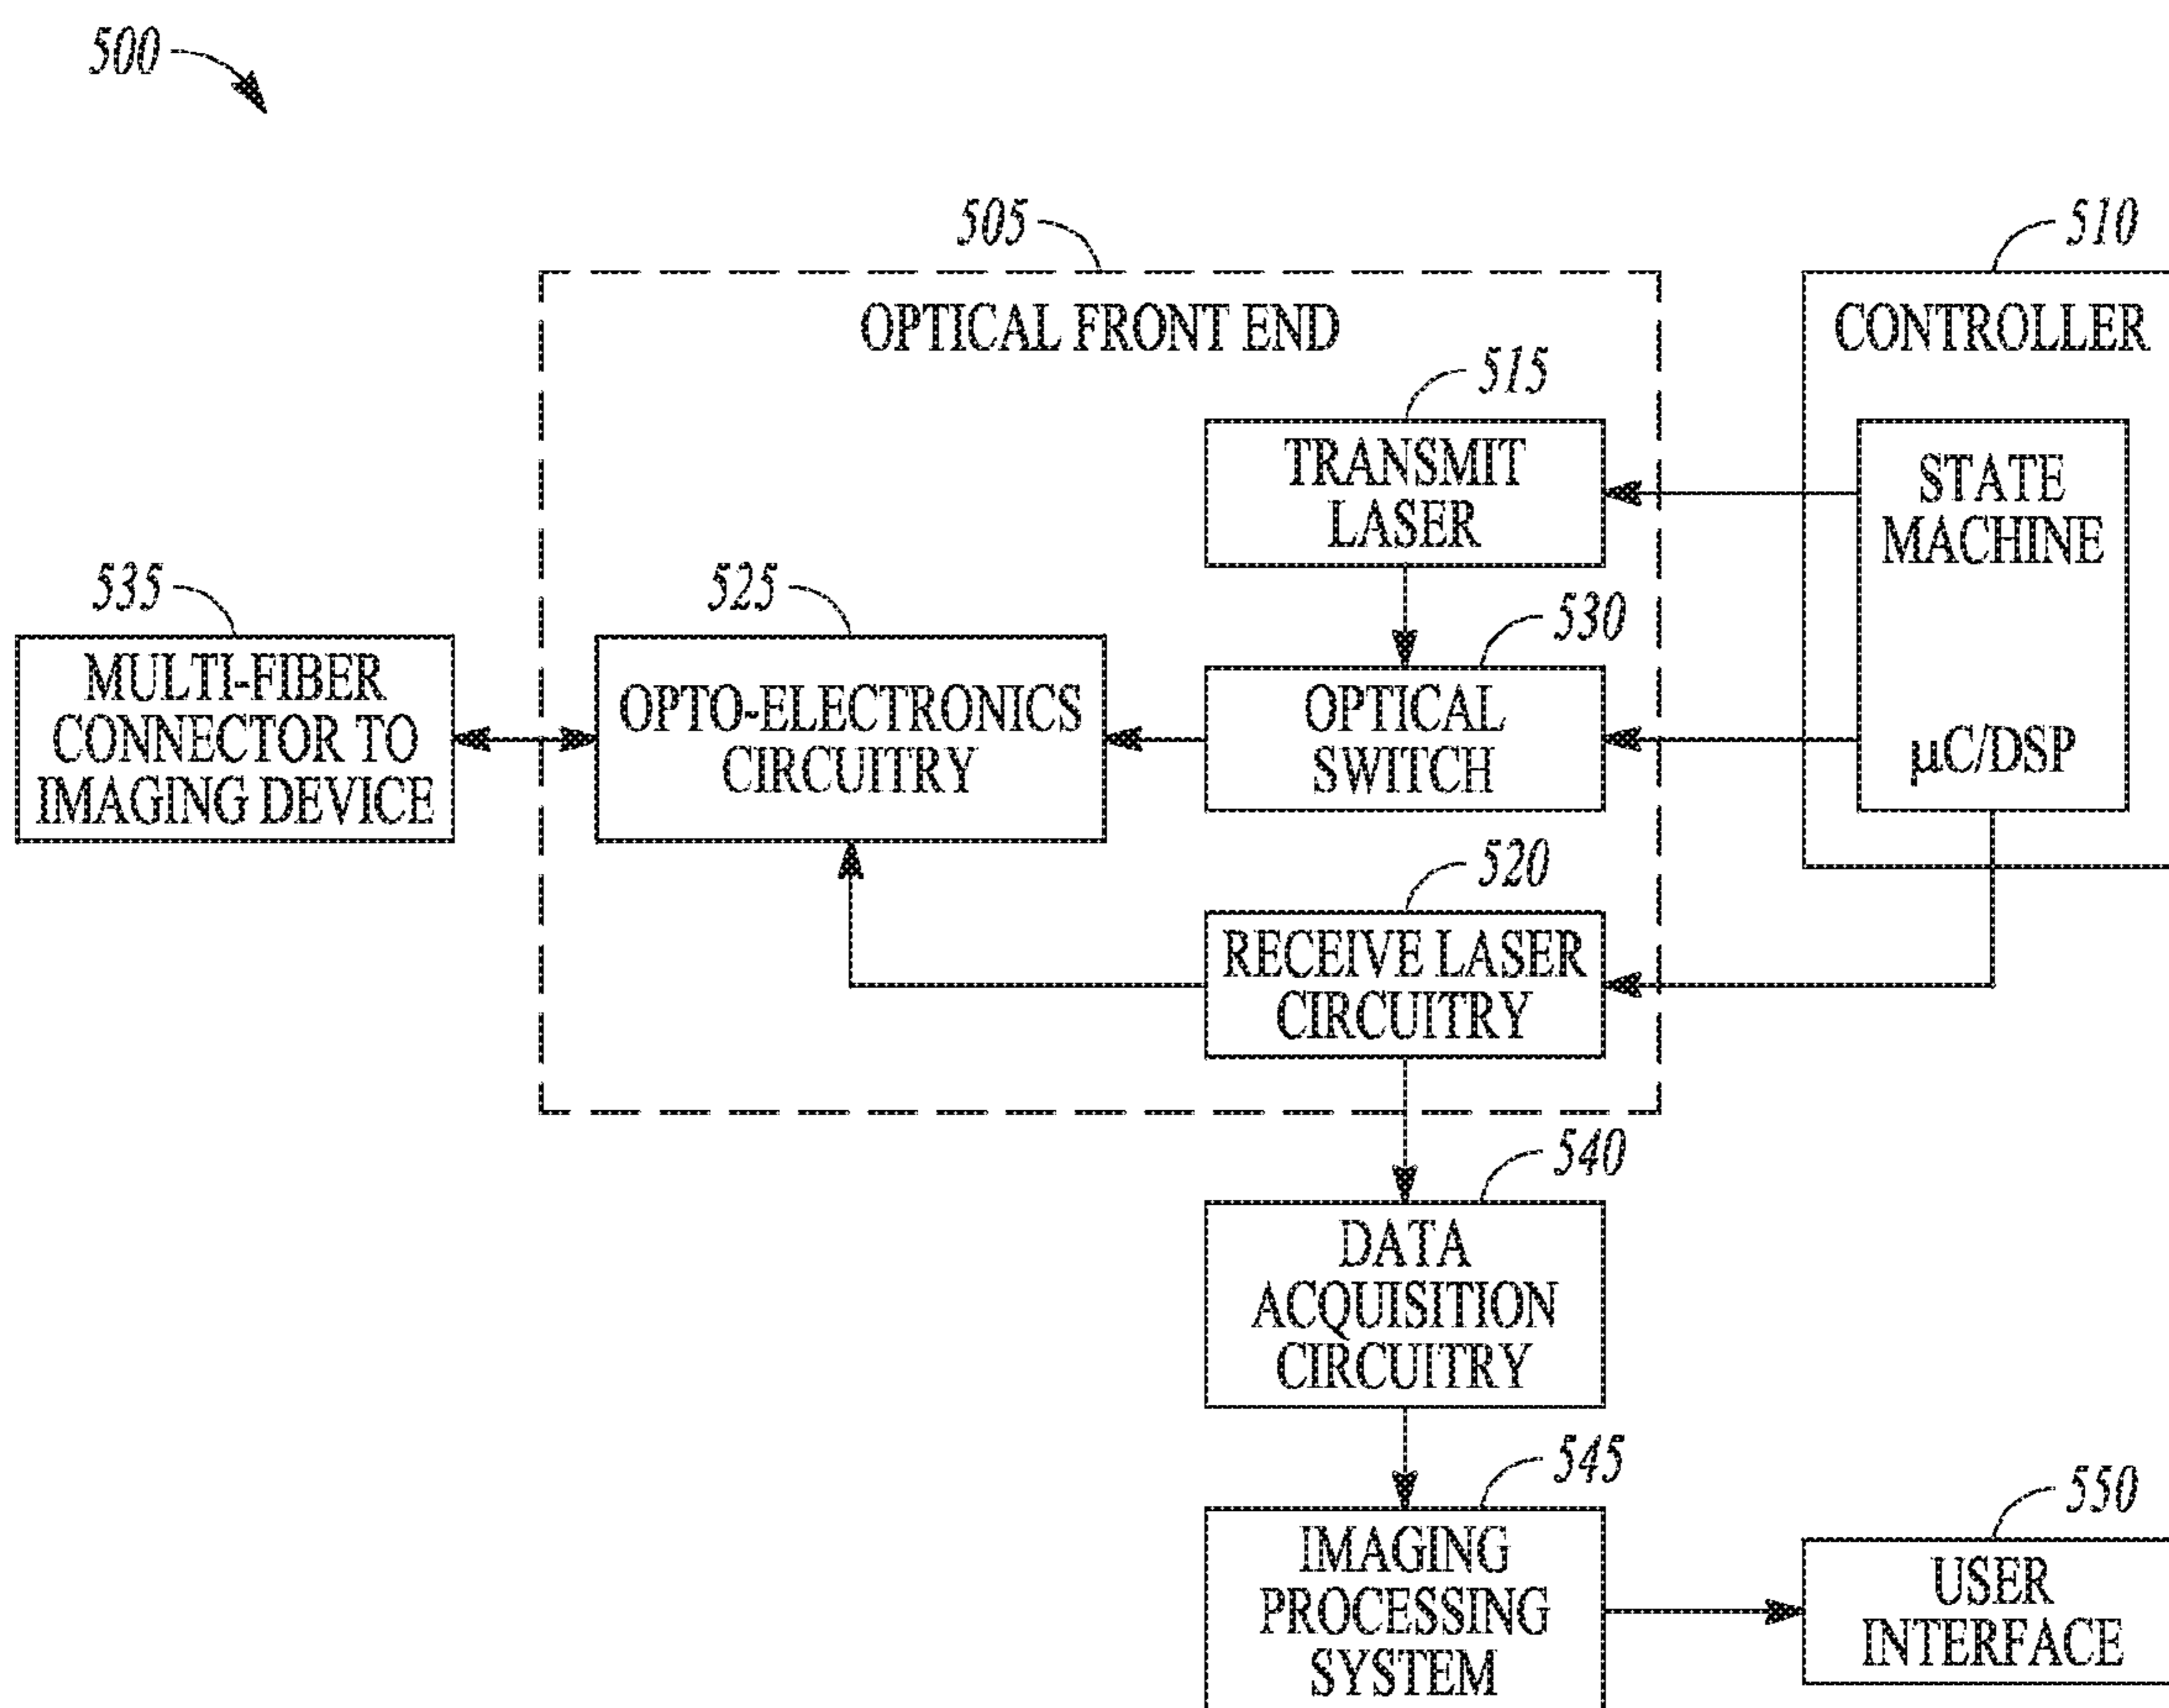 500
505
510
OPTICAL FRONT END
CONTROLLER
515
TRANSMIT
LASER
STATE
MACHINE
535
525
530
MULTI-FIBER
CONNECTOR TO
IMAGING DEVICE
OPTO-ELECTRONICS
CIRCUITRY
OPTICAL
SWITCH
µC/DSP
520
RECEIVE LASER
CIRCUITRY
540
DATA
ACQUISITION
CIRCUITRY
545
550
IMAGING
PROCESSING
SYSTEM
USER
INTERFACE